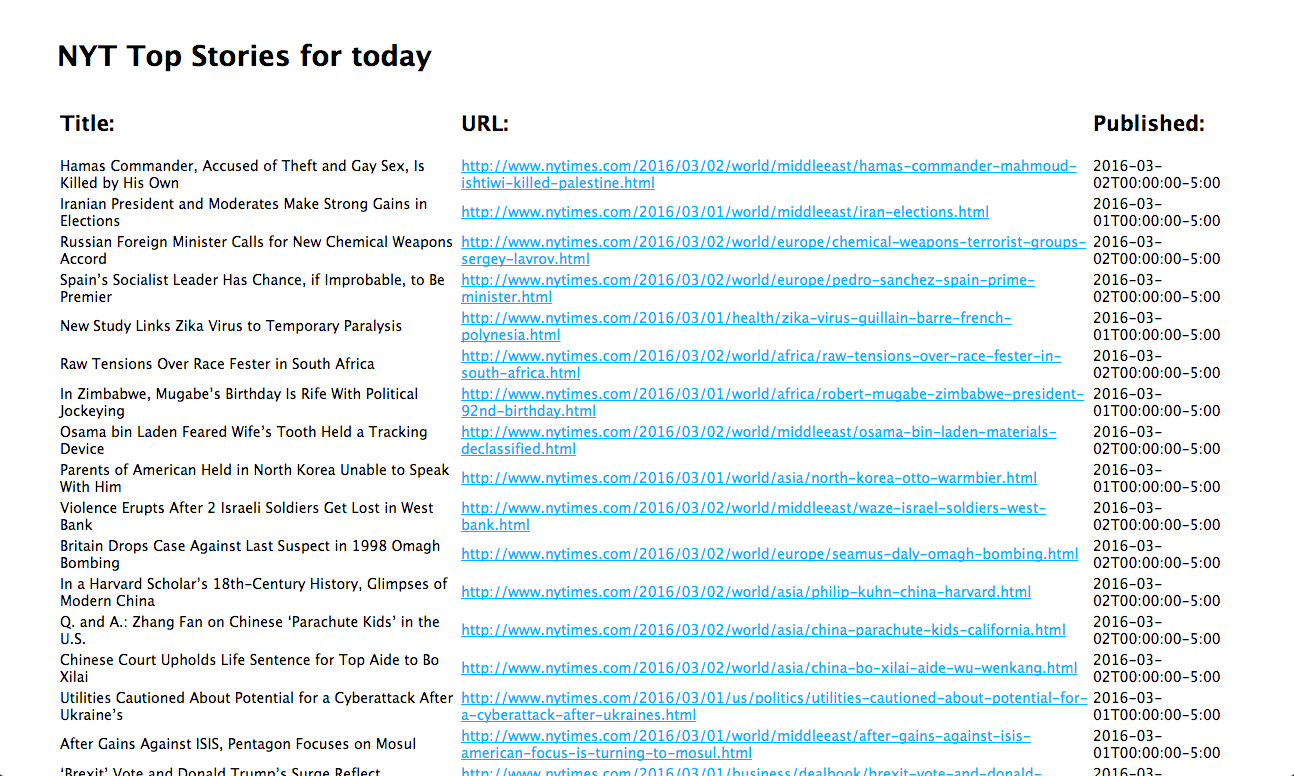 NYT Top Stories for today
Title: URL: Published:
Hamas Commander, Accused of Theft and Gay Sex, Is
Killed by His Own
http://www.nytimes.com/2016/03/02/world/middleeast/hamas-commander-mahmoud-
ishtiwi-killed-palestine.html
2016-03-
02T00:00:00-5:00
Iranian President and Moderates Make Strong Gains in
Elections
http://www.nytimes.com/2016/03/01/world/middleeast/iran-elections.html
2016-03-
01T00:00:00-5:00
Russian Foreign Minister Calls for New Chemical Weapons
Accord
http://www.nytimes.com/2016/03/02/world/europe/chemical-weapons-terrorist-groups-
sergey-lavrov.html
2016-03-
02T00:00:00-5:00
Spain’s Socialist Leader Has Chance, if Improbable, to Be
Premier
http://www.nytimes.com/2016/03/02/world/europe/pedro-sanchez-spain-prime-
minister.html
2016-03-
02T00:00:00-5:00
New Study Links Zika Virus to Temporary Paralysis
http://www.nytimes.com/2016/03/01/health/zika-virus-guillain-barre-french-
polynesia.html
2016-03-
01T00:00:00-5:00
Raw Tensions Over Race Fester in South Africa
http://www.nytimes.com/2016/03/02/world/africa/raw-tensions-over-race-fester-in-
south-africa.html
2016-03-
02T00:00:00-5:00
In Zimbabwe, Mugabe’s Birthday Is Rife With Political
Jockeying
http://www.nytimes.com/2016/03/01/world/africa/robert-mugabe-zimbabwe-president-
92nd-birthday.html
2016-03-
01T00:00:00-5:00
Osama bin Laden Feared Wife’s Tooth Held a Tracking
Device
http://www.nytimes.com/2016/03/02/world/middleeast/osama-bin-laden-materials-
declassified.html
2016-03-
02T00:00:00-5:00
Parents of American Held in North Korea Unable to Speak
With Him
http://www.nytimes.com/2016/03/01/world/asia/north-korea-otto-warmbier.html
2016-03-
01T00:00:00-5:00
Violence Erupts After 2 Israeli Soldiers Get Lost in West
Bank
http://www.nytimes.com/2016/03/02/world/middleeast/waze-israel-soldiers-west-
bank.html
2016-03-
02T00:00:00-5:00
Britain Drops Case Against Last Suspect in 1998 Omagh
Bombing
http://www.nytimes.com/2016/03/02/world/europe/seamus-daly-omagh-bombing.html
2016-03-
02T00:00:00-5:00
In a Harvard Scholar’s 18th-Century History, Glimpses of
Modern China
http://www.nytimes.com/2016/03/02/world/asia/philip-kuhn-china-harvard.html
2016-03-
02T00:00:00-5:00
Q. and A.: Zhang Fan on Chinese ‘Parachute Kids’ in the
U.S.
http://www.nytimes.com/2016/03/02/world/asia/china-parachute-kids-california.html
2016-03-
02T00:00:00-5:00
Chinese Court Upholds Life Sentence for Top Aide to Bo
Xilai
http://www.nytimes.com/2016/03/02/world/asia/china-bo-xilai-aide-wu-wenkang.html
2016-03-
02T00:00:00-5:00
Utilities Cautioned About Potential for a Cyberattack After
Ukraine’s
http://www.nytimes.com/2016/03/01/us/politics/utilities-cautioned-about-potential-for-
a-cyberattack-after-ukraines.html
2016-03-
01T00:00:00-5:00
After Gains Against ISIS, Pentagon Focuses on Mosul
http://www.nytimes.com/2016/03/01/world/middleeast/after-gains-against-isis-
american-focus-is-turning-to-mosul.html
2016-03-
01T00:00:00-5:00
‘Brexit’ Vote and Donald Trump’s Surge Reflect
http://www.nytimes.com/2016/03/01/business/dealbook/brexit-vote-and-donald-
2016-03-